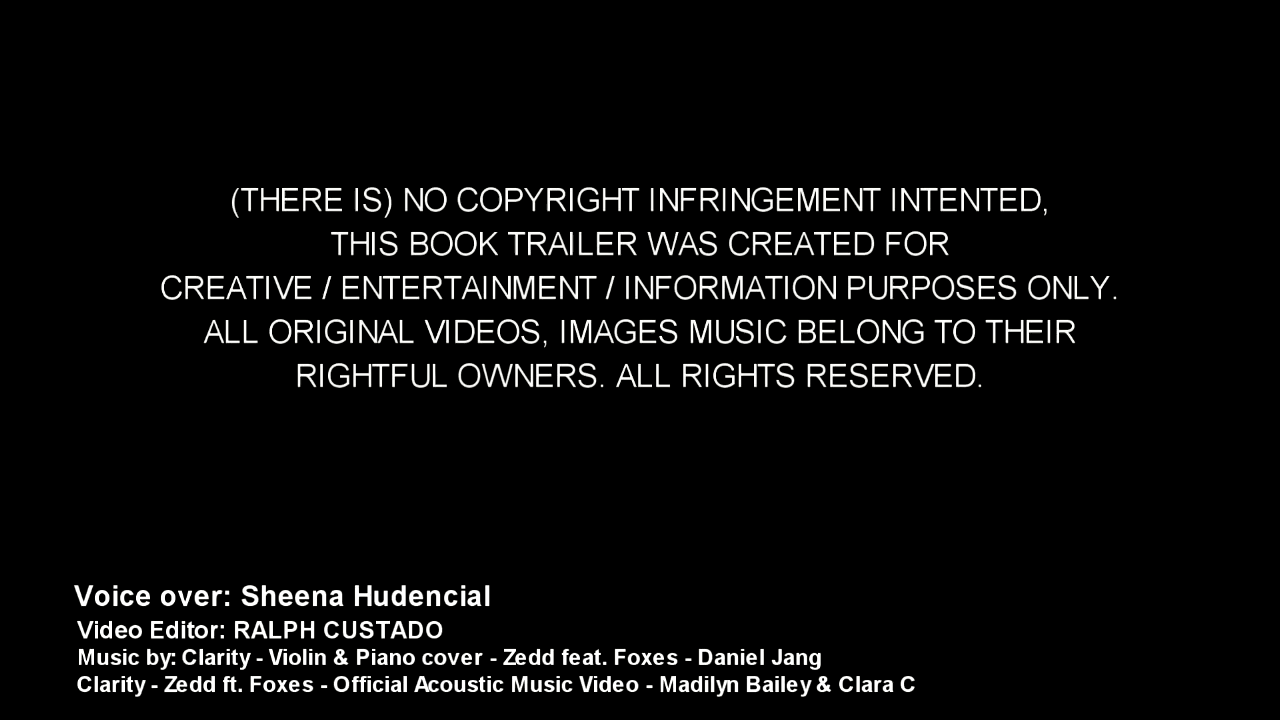 (THERE IS) NO COPYRIGHT INFRINGEMENT INTENTED,
THIS BOOK TRAILER WAS CREATED FOR
CREATIVE / ENTERTAINMENT / INFORMATION PURPOSES ONLY.
ALL ORIGINAL VIDEOS, IMAGES MUSIC BELONG TO THEIR
RIGHTFUL OWNERS. ALL RIGHTS RESERVED.
Voice over: Sheena Hudencial
Video Editor: RALPH CUSTADO
Music by: Clarity - Violin & Piano cover - Zedd feat. Foxes - Daniel Jang
Clarity - Zedd ft. Foxes - Official Acoustic Music Video - Madilyn Bailey & Clara C